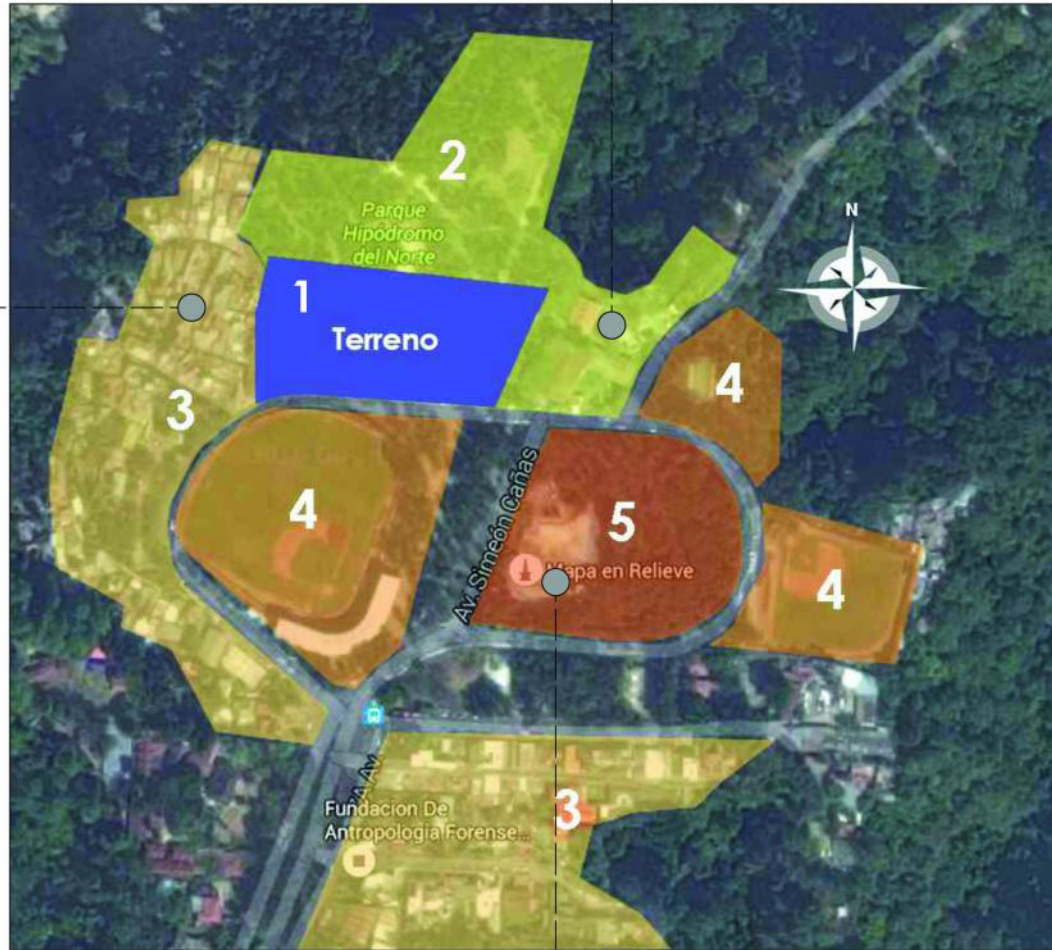 N
2
Parque
Hipódromo
del Norte
1
Terreno
3
4
4
Av. Simeón Cañas
5
Mapa en Relieve
4
Fundacion De
Antropologia Forense...
3